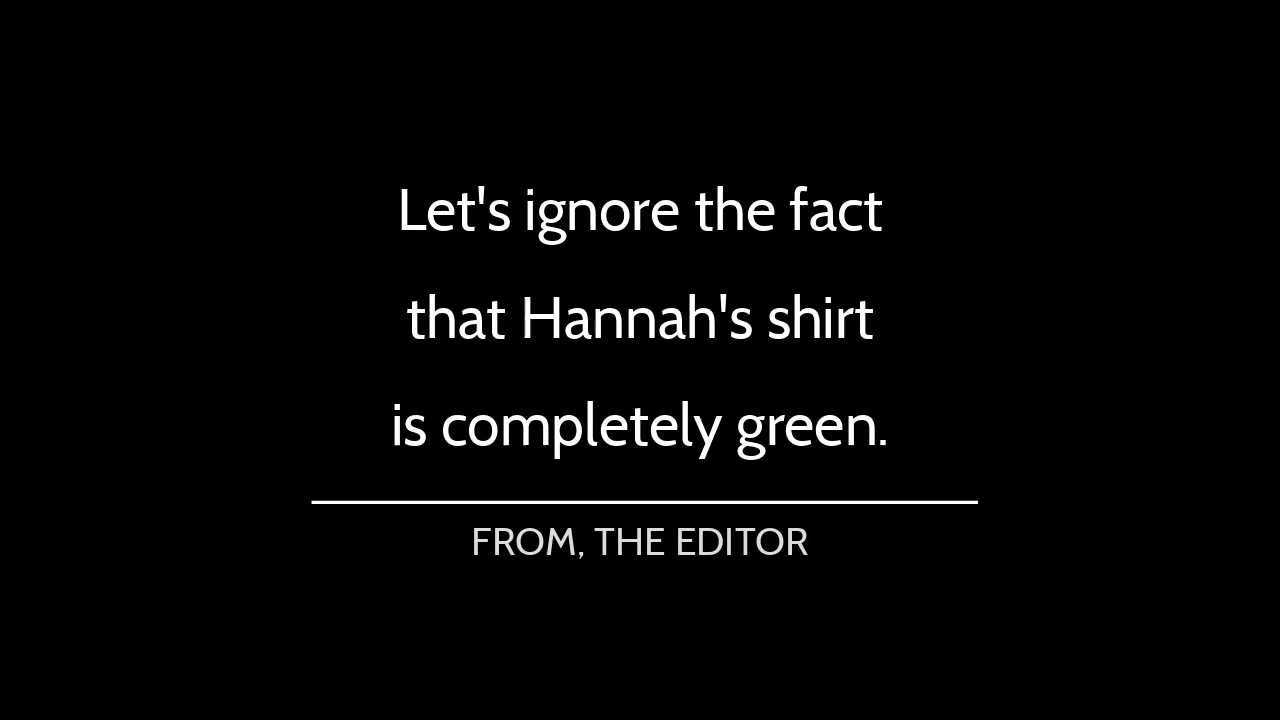 Let's ignore the fact
that Hannah's shirt
is completely green.
FROM, THE EDITOR